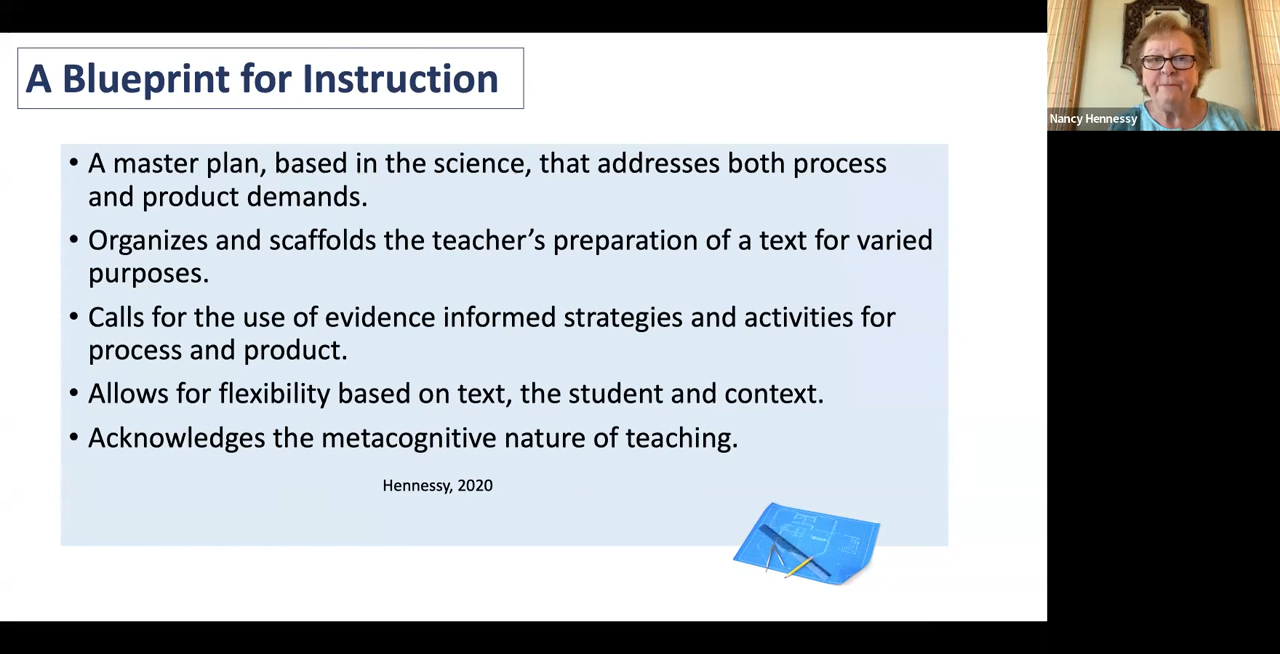 A Blueprint for Instruction
Nancy Hennessy
• A master plan, based in the science, that addresses both process
and product demands.
• Organizes and scaffolds the teacher’s preparation of a text for varied
purposes.
• Calls for the use of evidence informed strategies and activities for
process and product.
• Allows for flexibility based on text, the student and context.
• Acknowledges the metacognitive nature of teaching.
Hennessy, 2020